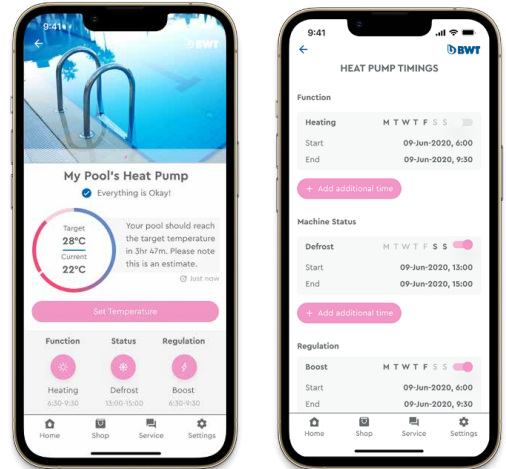 9:41
BWT
My Pool's Heat Pump
Everything is Okay!
Target
28°C
Current
22°C
Your pool should reach
the target temperature
in 3hr 47m. Please note
this is an estimate.
Just now
Set Temperature
Function Status Regulation
Heating Defrost Boost
6:30-9:30 13:00-15:00 6:30-9:30
Home Shop Service Settings
9:41
BWT
HEAT PUMP TIMINGS
Function
Heating M T W T F S S
Start 09-Jun-2020, 6:00
End 09-Jun-2020, 9:30
+ Add additional time
Machine Status
Defrost M T W T F S S
Start 09-Jun-2020, 13:00
End 09-Jun-2020, 15:00
+ Add additional time
Regulation
Boost M T W T F S S
Start 09-Jun-2020, 6:00
End 09-Jun-2020, 9:30
Home Shop Service Settings